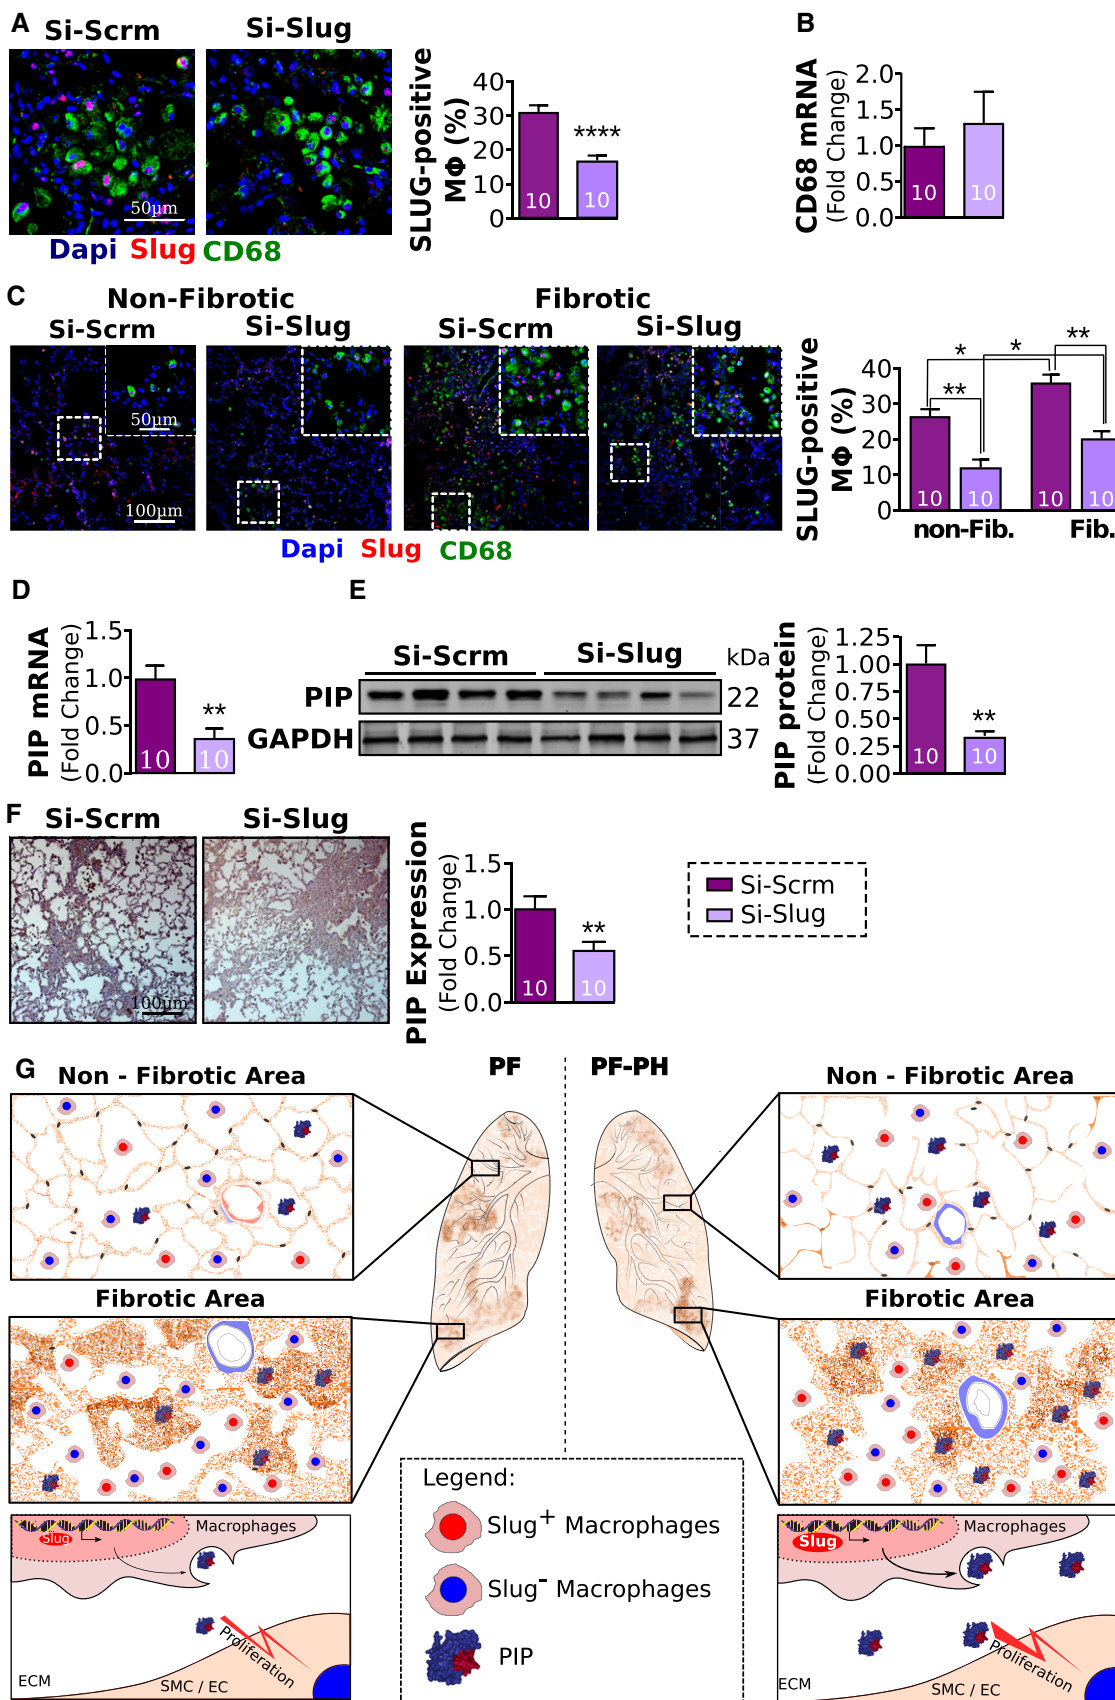 A
Si-Scrm
Si-Slug
50μm
Dapi Slug CD68
SLUG-positive
MΦ (%)
40
30
20
10
0
****
10
10
B
CD68 mRNA
(Fold Change)
2.0
1.5
1.0
0.5
0.0
10
10
C
Non-Fibrotic
Fibrotic
Si-Scrm
Si-Slug
Si-Scrm
Si-Slug
50μm
100μm
Dapi Slug CD68
SLUG-positive
MΦ (%)
40
30
20
10
0
*
**
*
**
10
10
10
10
non-Fib.
Fib.
D
PIP mRNA
(Fold Change)
1.5
1.0
0.5
0.0
**
10
10
E
Si-Scrm
Si-Slug
kDa
PIP
22
GAPDH
37
PIP protein
(Fold Change)
1.25
1.00
0.75
0.50
0.25
0.00
**
10
10
F
Si-Scrm
Si-Slug
100μm
PIP Expression
(Fold Change)
1.5
1.0
0.5
0.0
**
10
10
Si-Scrm
Si-Slug
G
PF
PF-PH
Non - Fibrotic Area
Non - Fibrotic Area
Fibrotic Area
Fibrotic Area
Slug
Macrophages
Proliferation
ECM
SMC / EC
Legend:
Slug+ Macrophages
Slug- Macrophages
PIP
Slug
Macrophages
Proliferation
ECM
SMC / EC